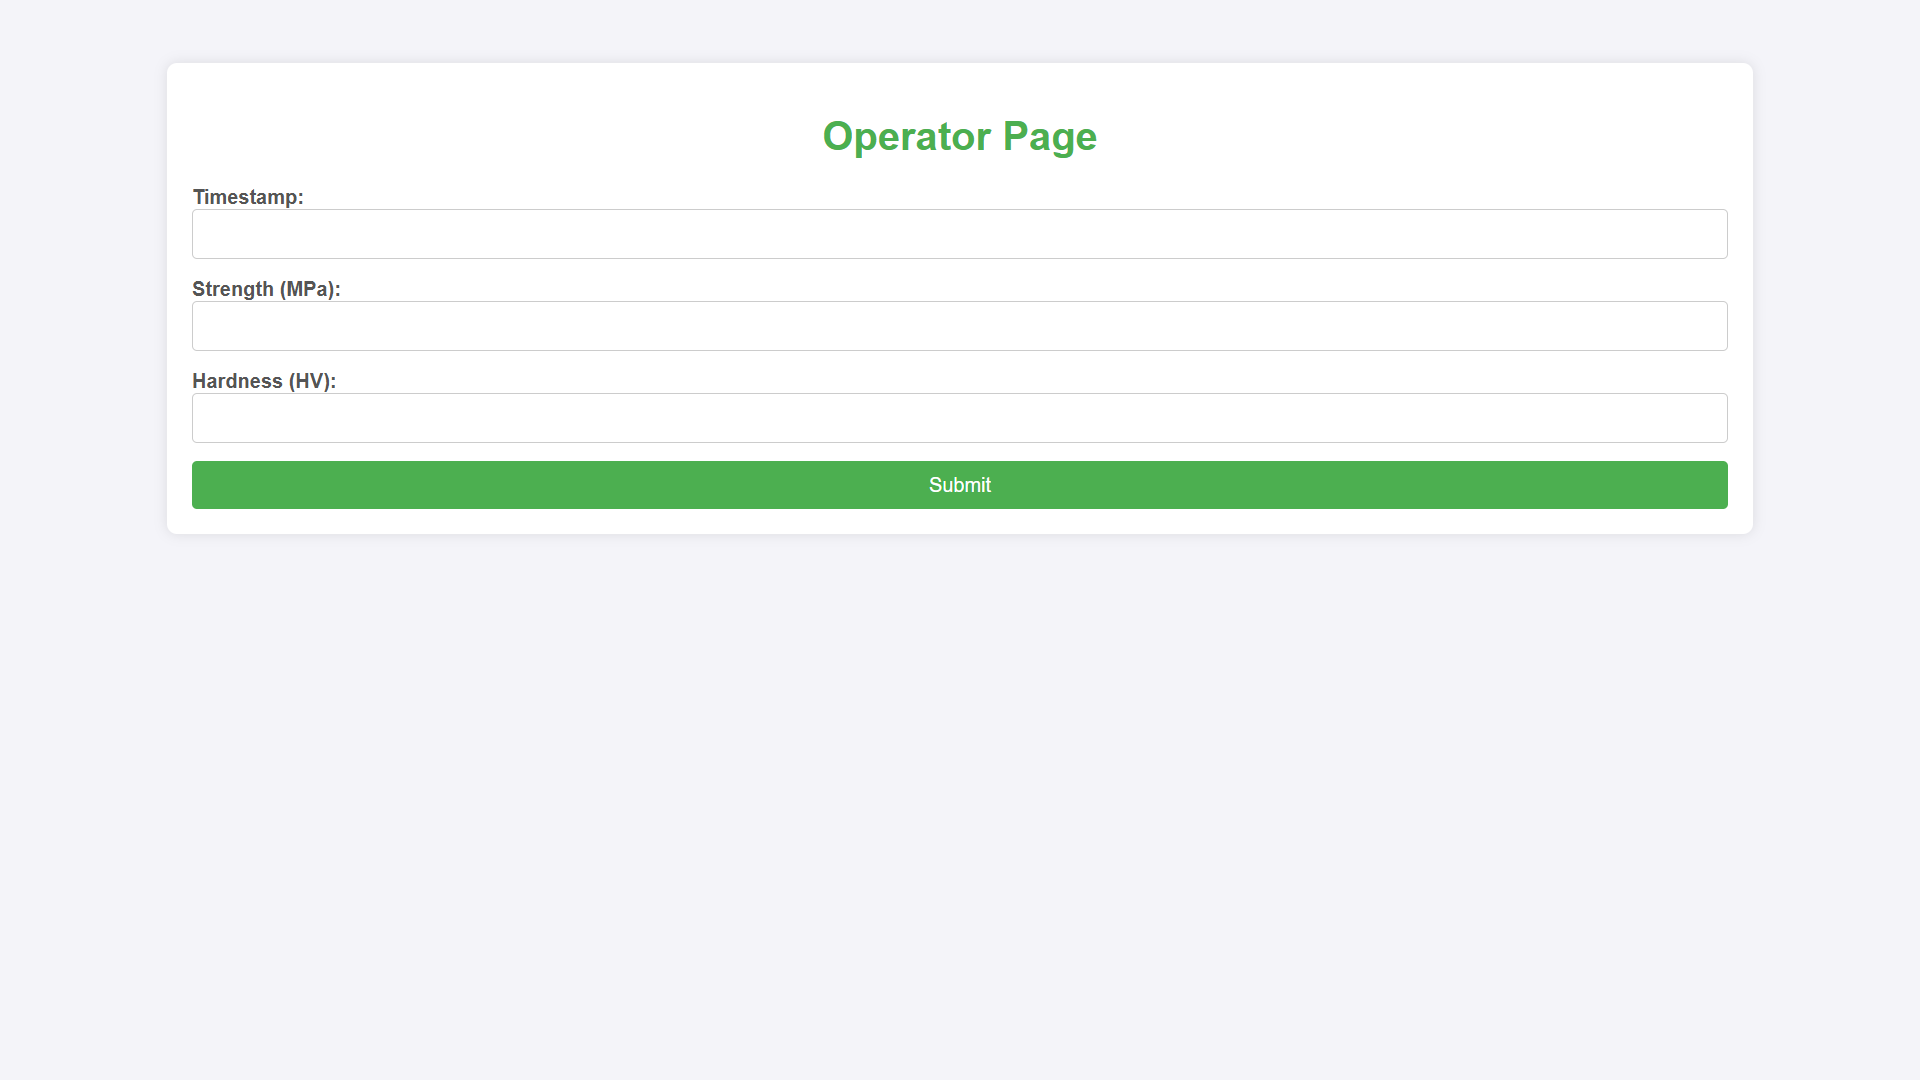 Operator Page
Timestamp:
Strength (MPa):
Hardness (HV):
Submit